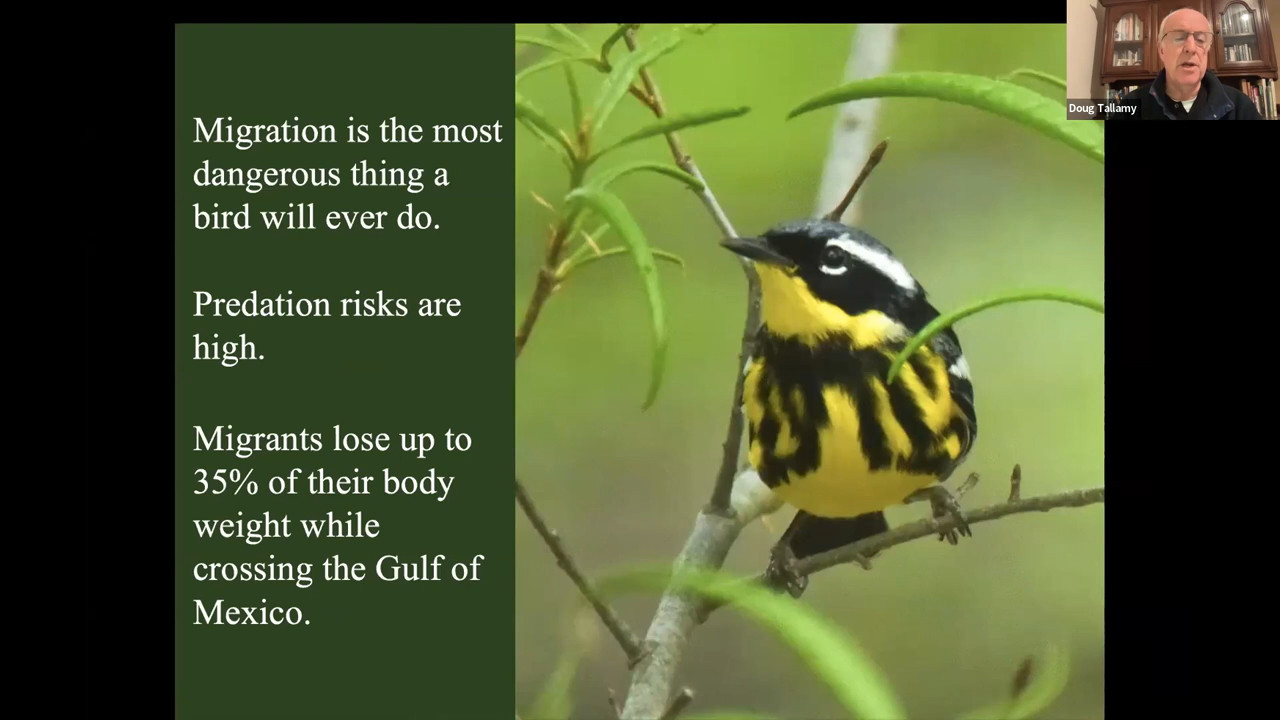 Migration is the most
dangerous thing a
bird will ever do.
Predation risks are
high.
Migrants lose up to
35% of their body
weight while
crossing the Gulf of
Mexico.
Doug Tallamy